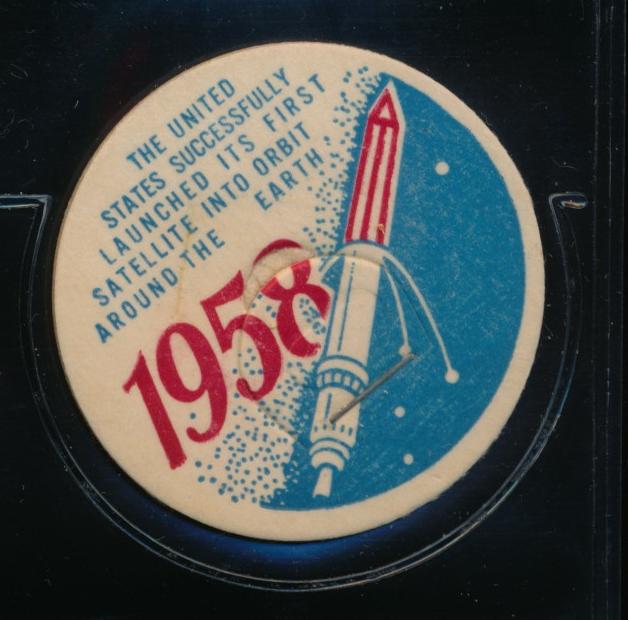 THE UNITED
STATES SUCCESSFULLY
LAUNCHED ITS FIRST
SATELLITE INTO ORBIT
AROUND THE EARTH
1958